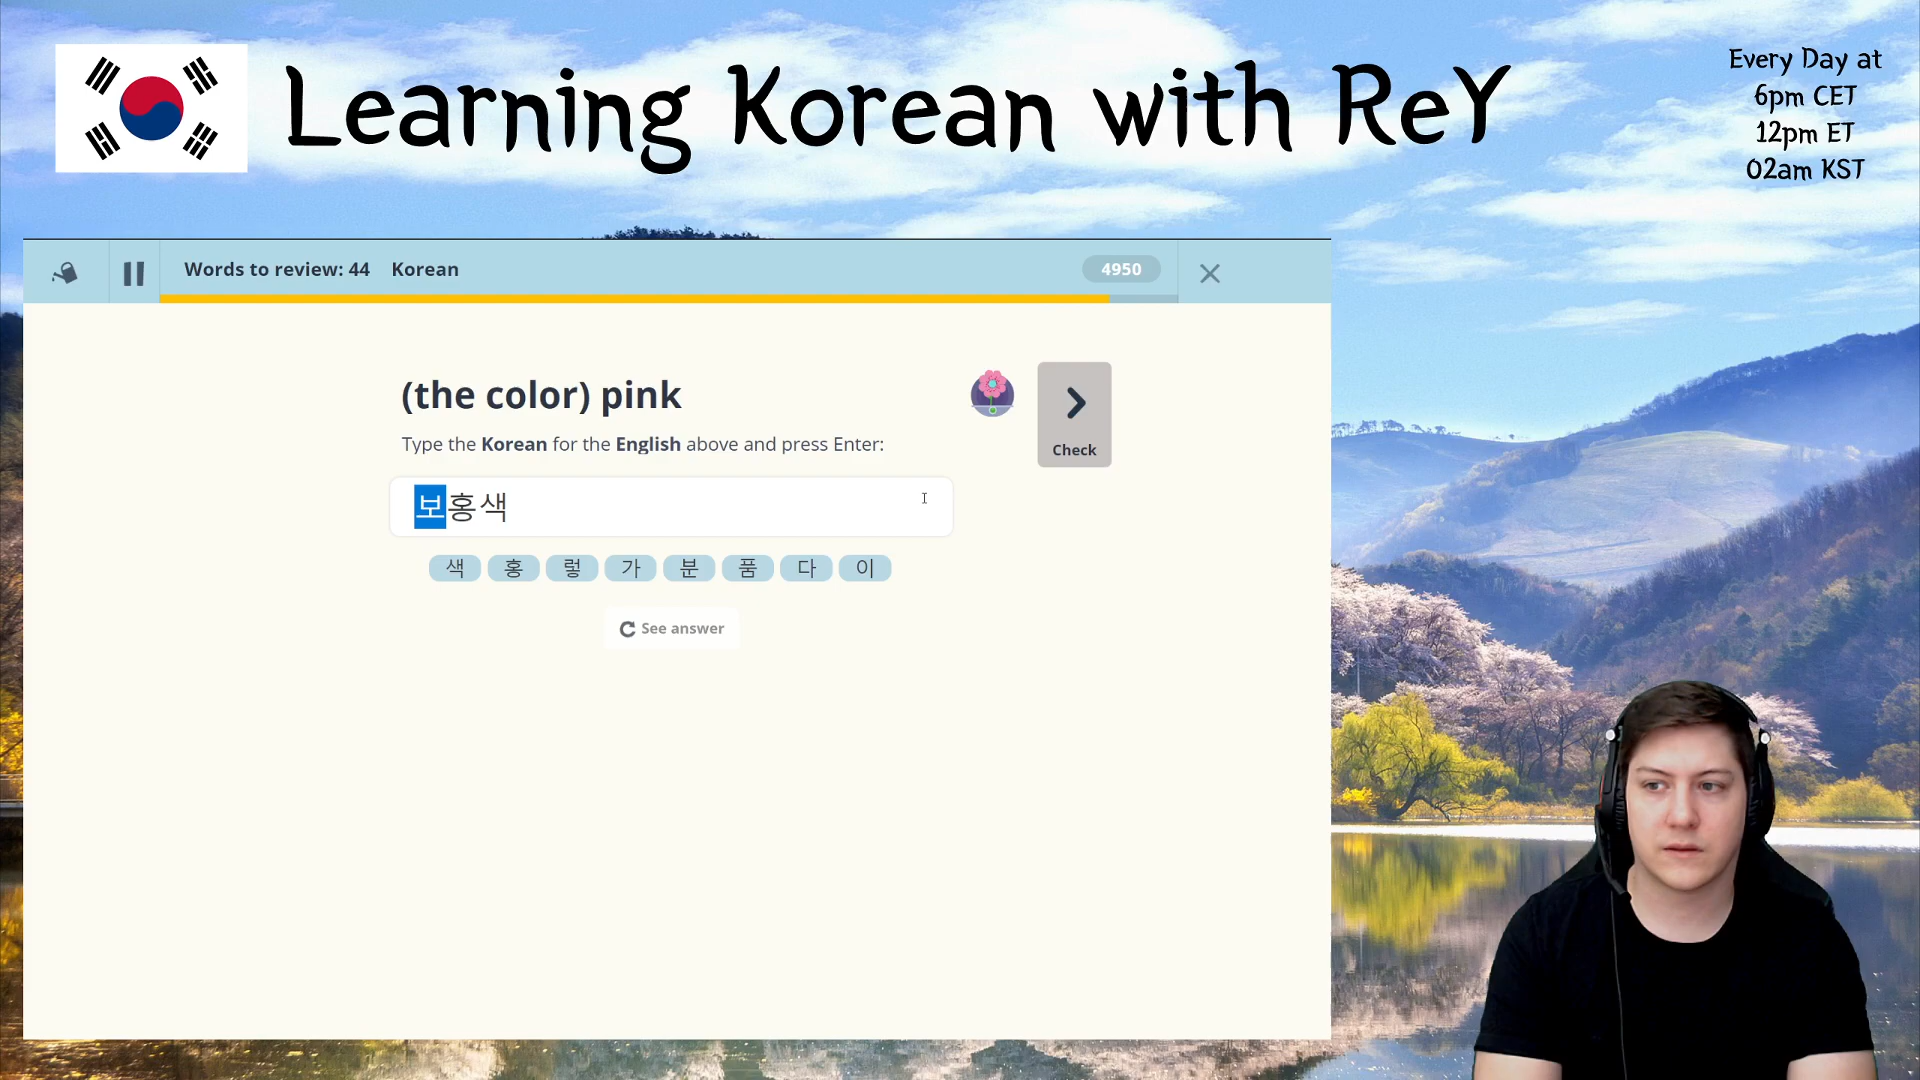 Learning Korean with ReY
Every Day at
6pm CET
12pm ET
02am KST
Words to review: 44 Korean
4950
(the color) pink
Check
Type the Korean for the English above and press Enter:
보홍색
색 홍 렇 가 분 품 다 이
See answer